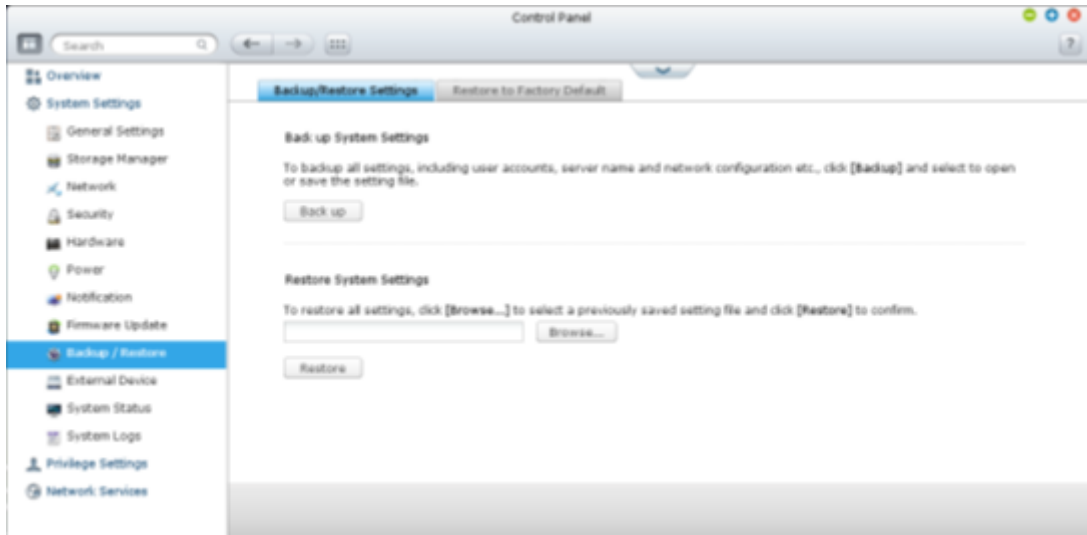 Control Panel
Search
?
Overview
System Settings
General Settings
Storage Manager
Network
Security
Hardware
Power
Notification
Firmware Update
Backup / Restore
External Device
System Status
System Logs
Privilege Settings
Network Services
Backup/Restore Settings
Restore to Factory Default
Back up System Settings
To backup all settings, including user accounts, server name and network configuration etc., click [Backup] and select to open
or save the setting file.
Back up
Restore System Settings
To restore all settings, click [Browse...] to select a previously saved setting file and click [Restore] to confirm.
Browse...
Restore